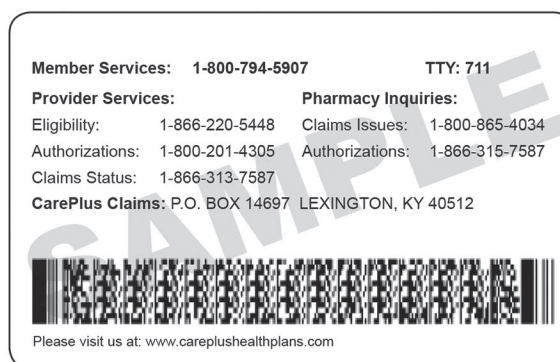 Member Services: 1-800-794-5907 TTY: 711
Provider Services: Pharmacy Inquiries:
Eligibility: 1-866-220-5448 Claims Issues: 1-800-865-4034
Authorizations: 1-800-201-4305 Authorizations: 1-866-315-7587
Claims Status: 1-866-313-7587
CarePlus Claims: P.O. BOX 14697 LEXINGTON, KY 40512
SAMPLE
Please visit us at: www.careplushealthplans.com